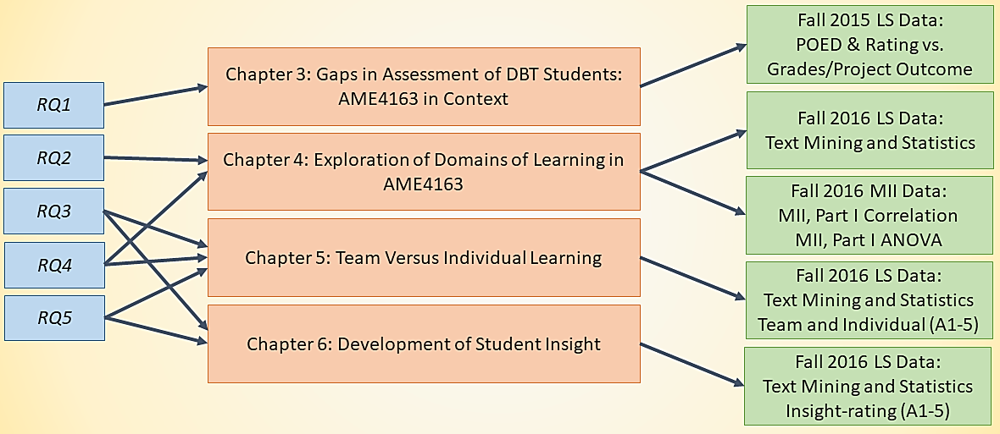 RQ1
RQ2
RQ3
RQ4
RQ5
Chapter 3: Gaps in Assessment of DBT Students:
AME4163 in Context
Chapter 4: Exploration of Domains of Learning in
AME4163
Chapter 5: Team Versus Individual Learning
Chapter 6: Development of Student Insight
Fall 2015 LS Data:
POED & Rating vs.
Grades/Project Outcome
Fall 2016 LS Data:
Text Mining and Statistics
Fall 2016 MII Data:
MII, Part I Correlation
MII, Part I ANOVA
Fall 2016 LS Data:
Text Mining and Statistics
Team and Individual (A1-5)
Fall 2016 LS Data:
Text Mining and Statistics
Insight-rating (A1-5)